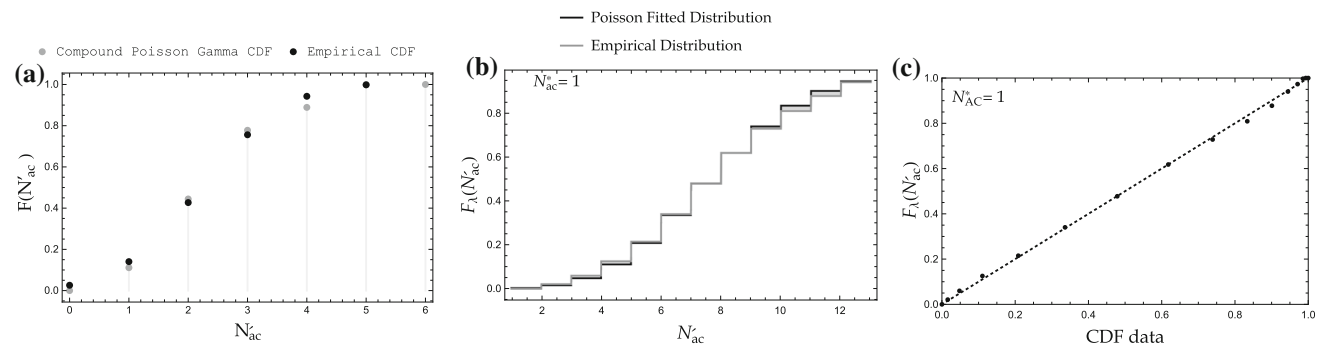 Poisson Fitted Distribution
Empirical Distribution
Compound Poisson Gamma CDF
Empirical CDF
(a)
1.0
0.8
0.6
0.4
0.2
0.0
F(N′ac)
0
1
2
3
4
5
6
N′ac
(b)
N*ac = 1
0.8
0.6
0.4
0.2
0.0
Fλ(N′ac)
2
4
6
8
10
12
N′ac
(c)
N*AC = 1
1.0
0.8
0.6
0.4
0.2
0.0
Fλ(N′ac)
0.0
0.2
0.4
0.6
0.8
1.0
CDF data